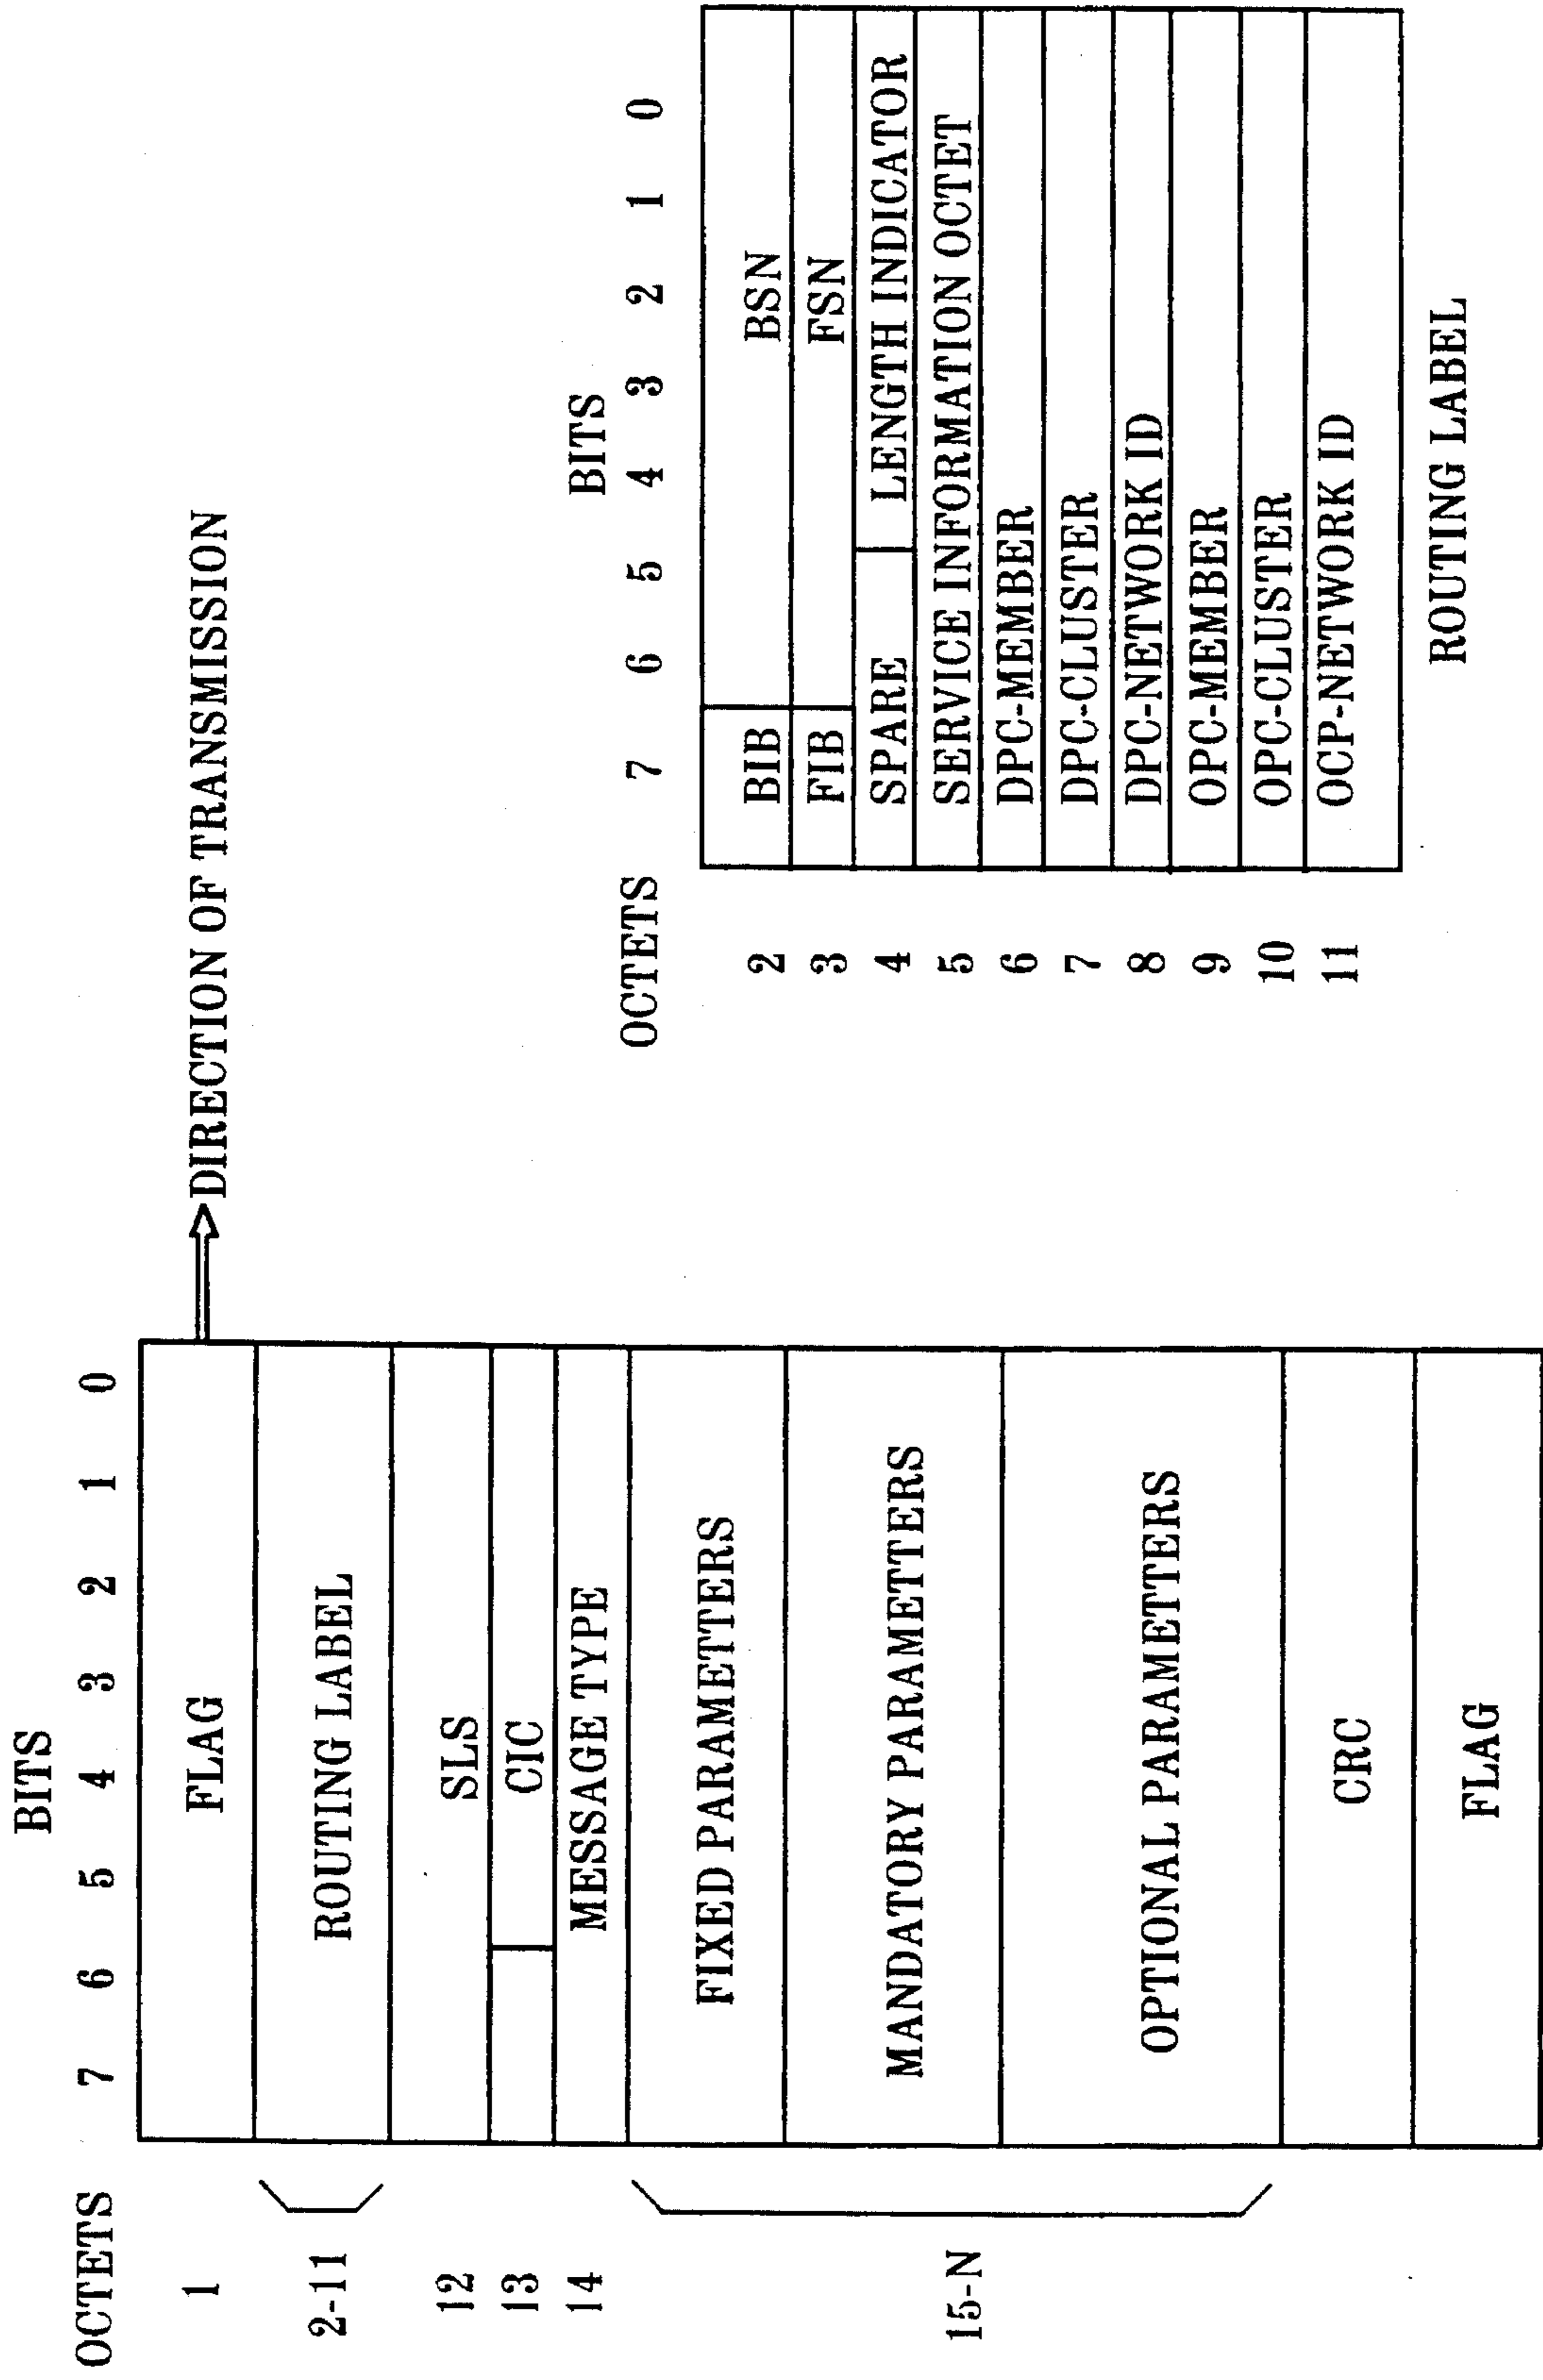 BITS
OCTETS 7 6 5 4 3 2 1 0
1 FLAG
DIRECTION OF TRANSMISSION
2-11 ROUTING LABEL
12 SLS
13 CIC
14 MESSAGE TYPE
15-N
FIXED PARAMETTERS
MANDATORY PARAMETTERS
OPTIONAL PARAMETTERS
CRC
FLAG
BITS
OCTETS 7 6 5 4 3 2 1 0
2 BIB BSN
3 FIB FSN
4 SPARE LENGTH INDICATOR
5 SERVICE INFORMATION OCTET
6 DPC-MEMBER
7 DPC-CLUSTER
8 DPC-NETWORK ID
9 OPC-MEMBER
10 OPC-CLUSTER
11 OCP-NETWORK ID
ROUTING LABEL